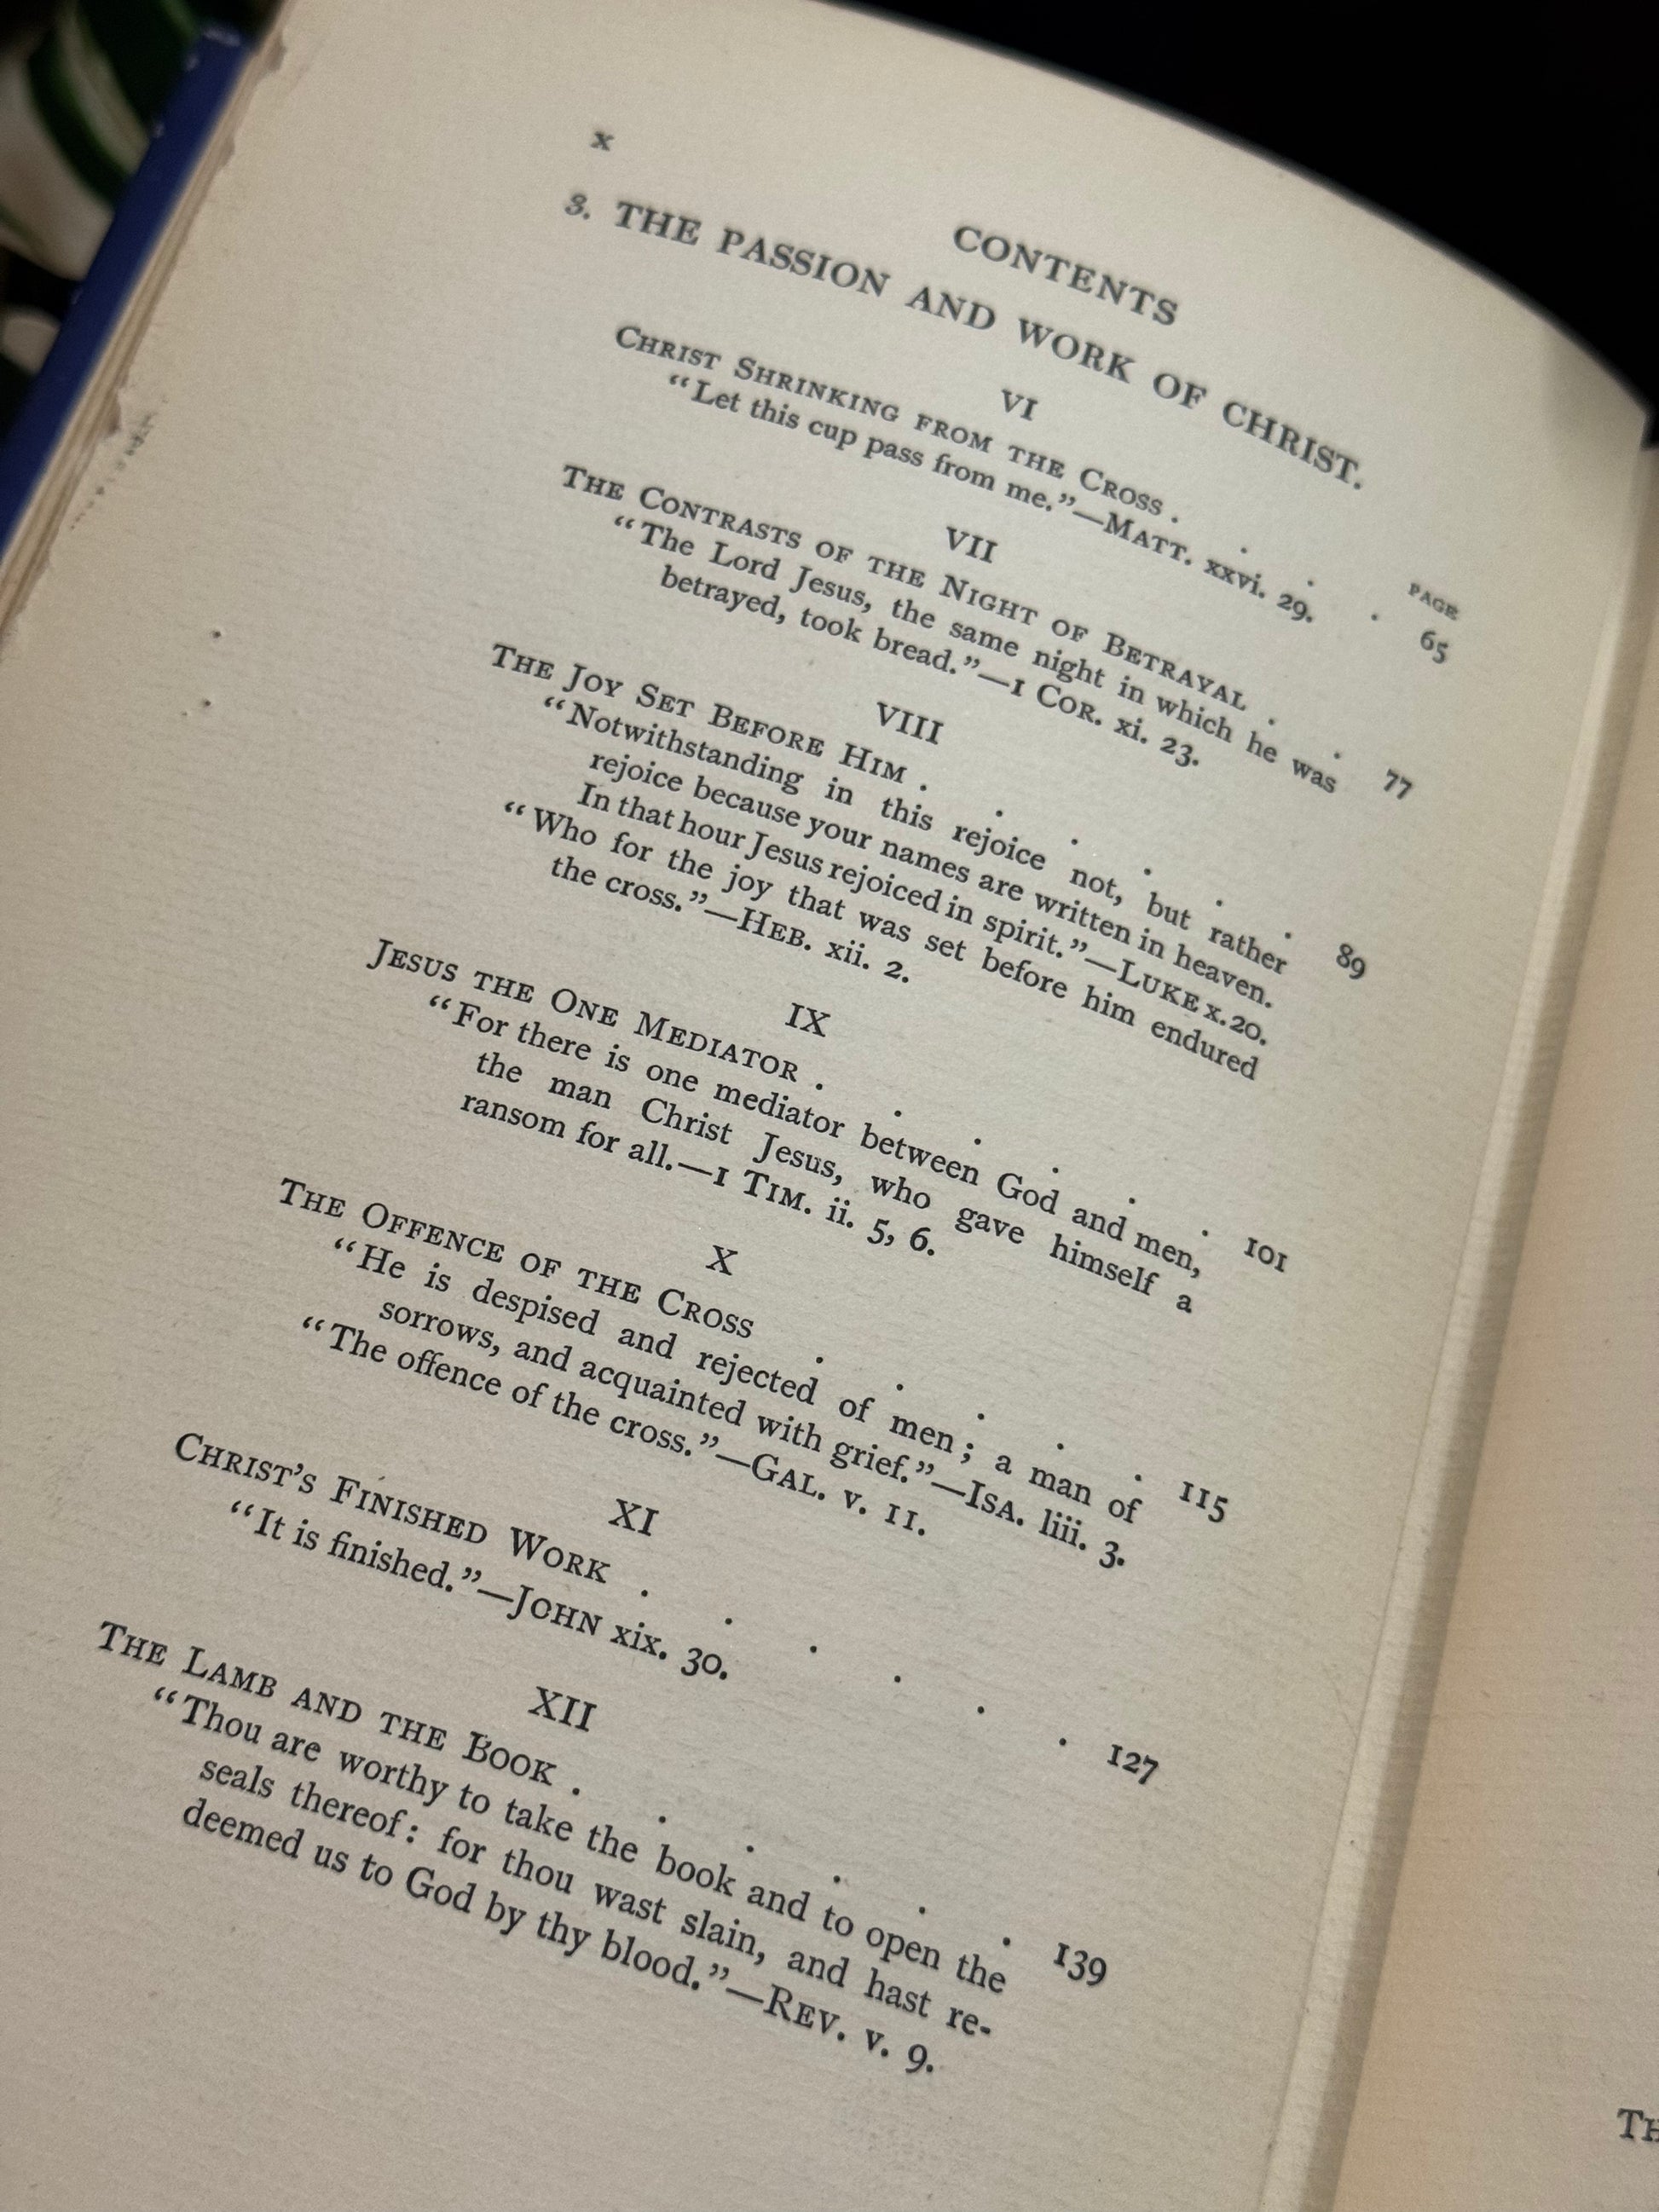 x
CONTENTS
3. THE PASSION AND WORK OF CHRIST.
VI
PAGE
CHRIST SHRINKING FROM THE CROSS . . . . 65
“Let this cup pass from me.”—MATT. xxvi. 29.
VII
THE CONTRASTS OF THE NIGHT OF BETRAYAL . . . 77
“The Lord Jesus, the same night in which he was
betrayed, took bread.”—1 COR. xi. 23.
VIII
THE JOY SET BEFORE HIM . . . . . . 89
“Notwithstanding in this rejoice not, but rather
rejoice because your names are written in heaven.
In that hour Jesus rejoiced in spirit.”—LUKE x. 20.
“Who for the joy that was set before him endured
the cross.”—HEB. xii. 2.
IX
JESUS THE ONE MEDIATOR . . . . . . 101
“For there is one mediator between God and men,
the man Christ Jesus, who gave himself a
ransom for all.—1 TIM. ii. 5, 6.
X
THE OFFENCE OF THE CROSS . . . . . 115
“He is despised and rejected of men; a man of
sorrows, and acquainted with grief.”—ISA. liii. 3.
“The offence of the cross.”—GAL. v. 11.
XI
CHRIST’S FINISHED WORK . . . . . . 127
“It is finished.”—JOHN xix. 30.
XII
THE LAMB AND THE BOOK . . . . . . 139
“Thou are worthy to take the book and to open the
seals thereof: for thou wast slain, and hast re-
deemed us to God by thy blood.”—REV. v. 9.